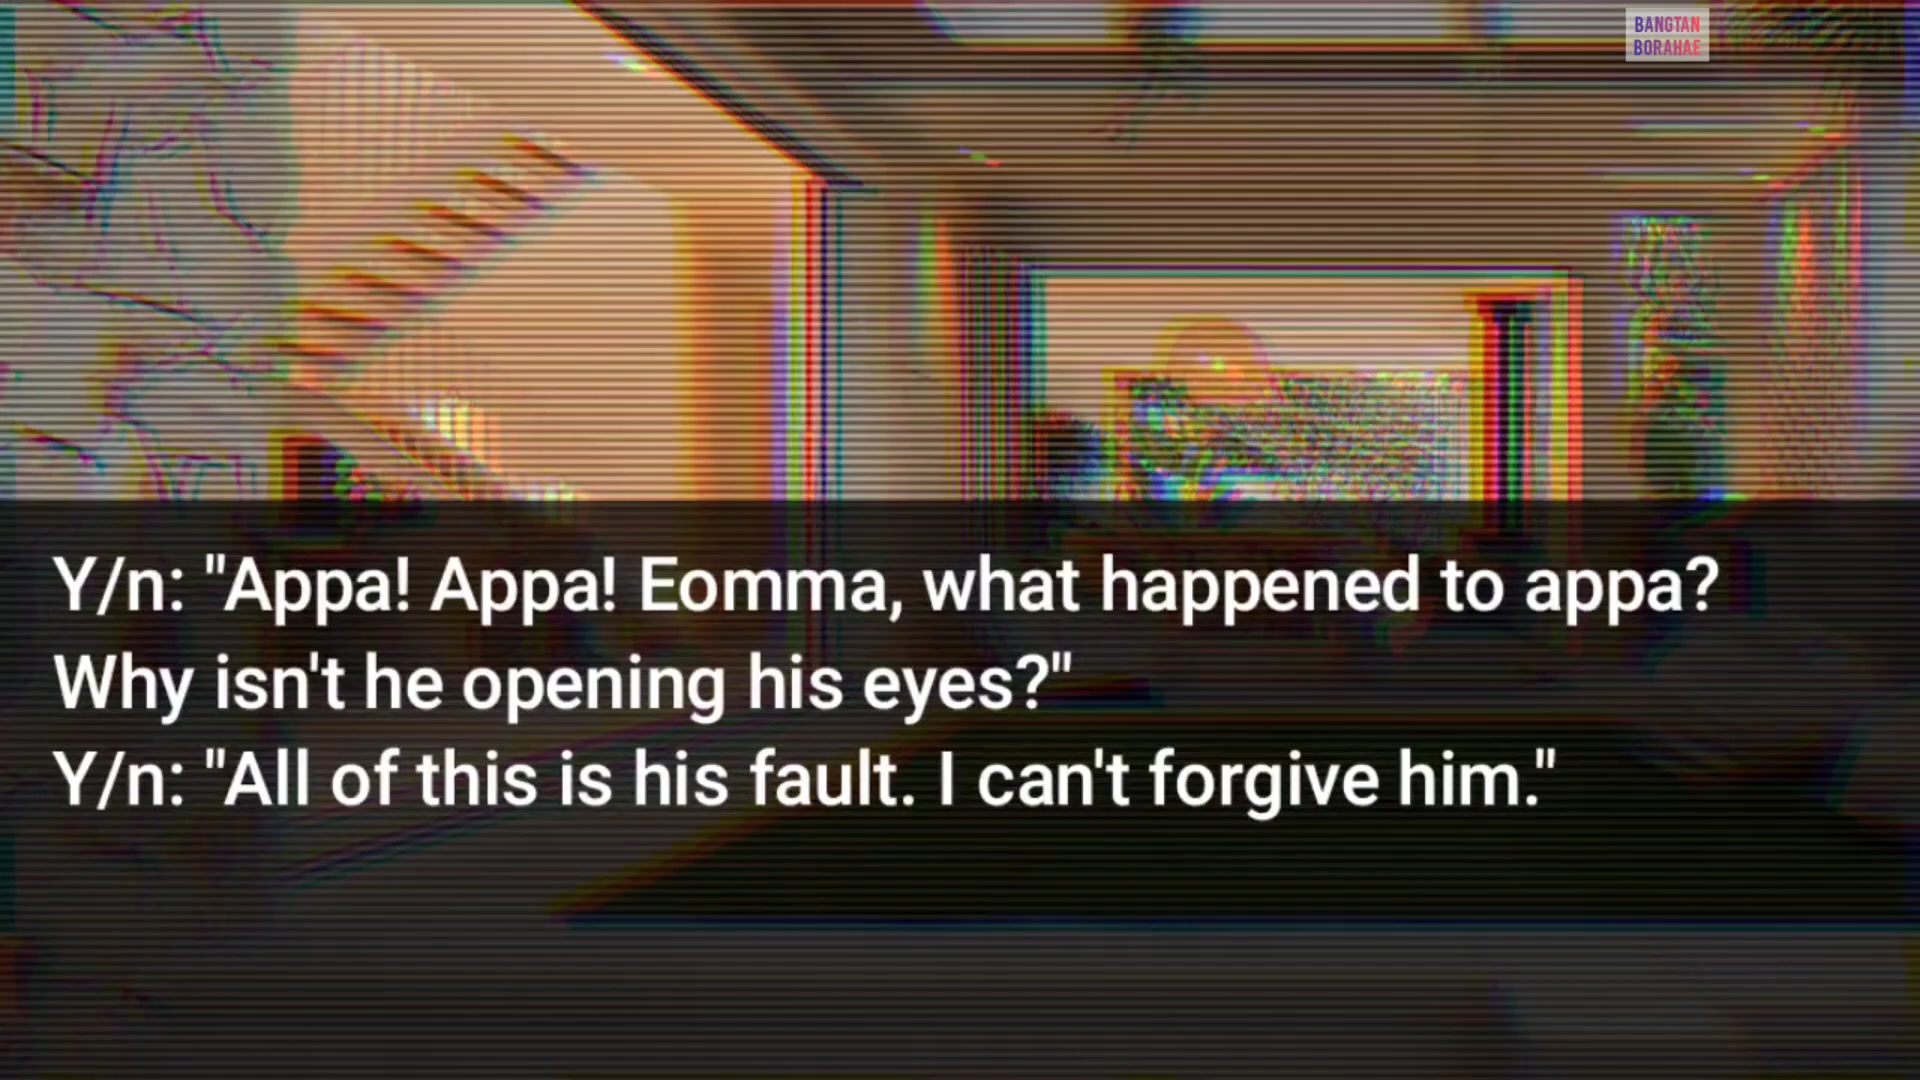 BANGTAN
BORAHAE
Y/n: "Appa! Appa! Eomma, what happened to appa?
Why isn't he opening his eyes?"
Y/n: "All of this is his fault. I can't forgive him."